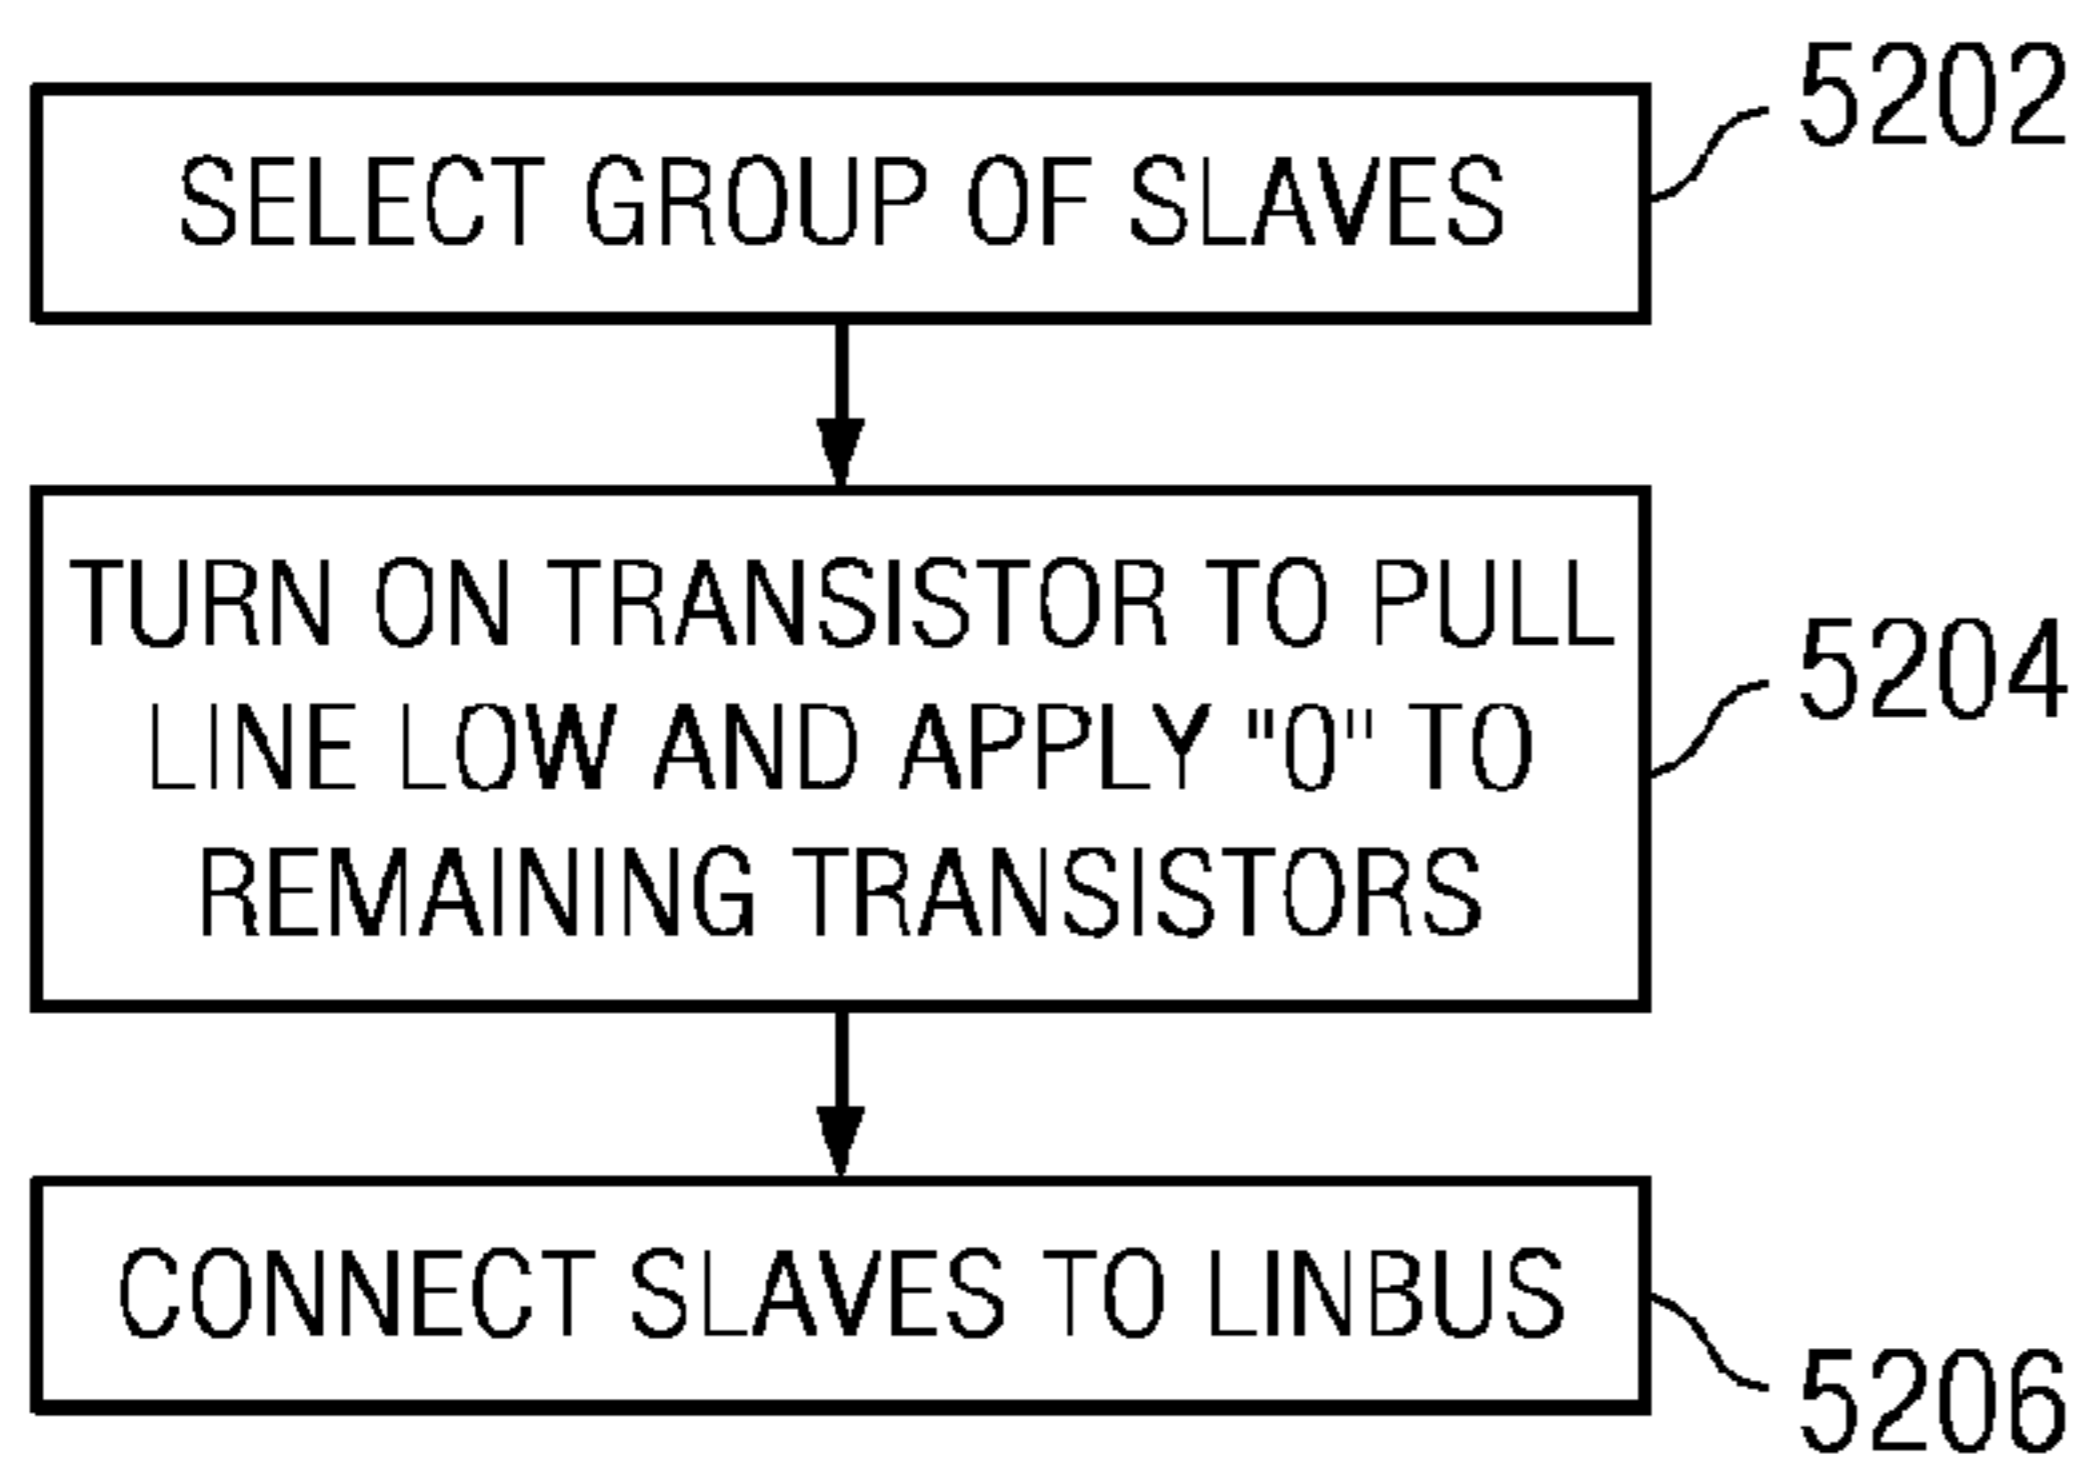 5202
SELECT GROUP OF SLAVES
TURN ON TRANSISTOR TO PULL
LINE LOW AND APPLY "0" TO
REMAINING TRANSISTORS
5204
CONNECT SLAVES TO LINBUS
5206